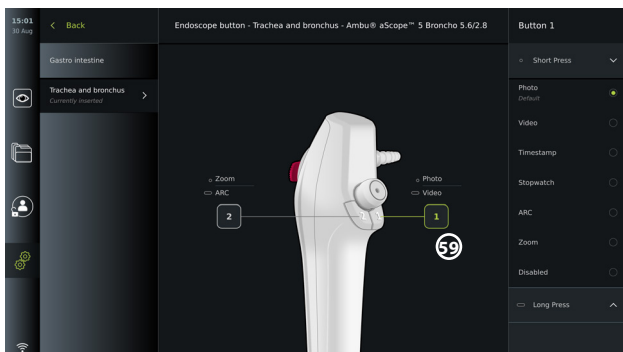 15:01
30 Aug
Back
Endoscope button - Trachea and bronchus - Ambu® aScope™ 5 Broncho 5.6/2.8
Button 1
Gastro intestine
Trachea and bronchus
Currently inserted
Zoom
ARC
2
Photo
Video
1
2
1
59
Short Press
Photo
Default
Video
Timestamp
Stopwatch
ARC
Zoom
Disabled
Long Press